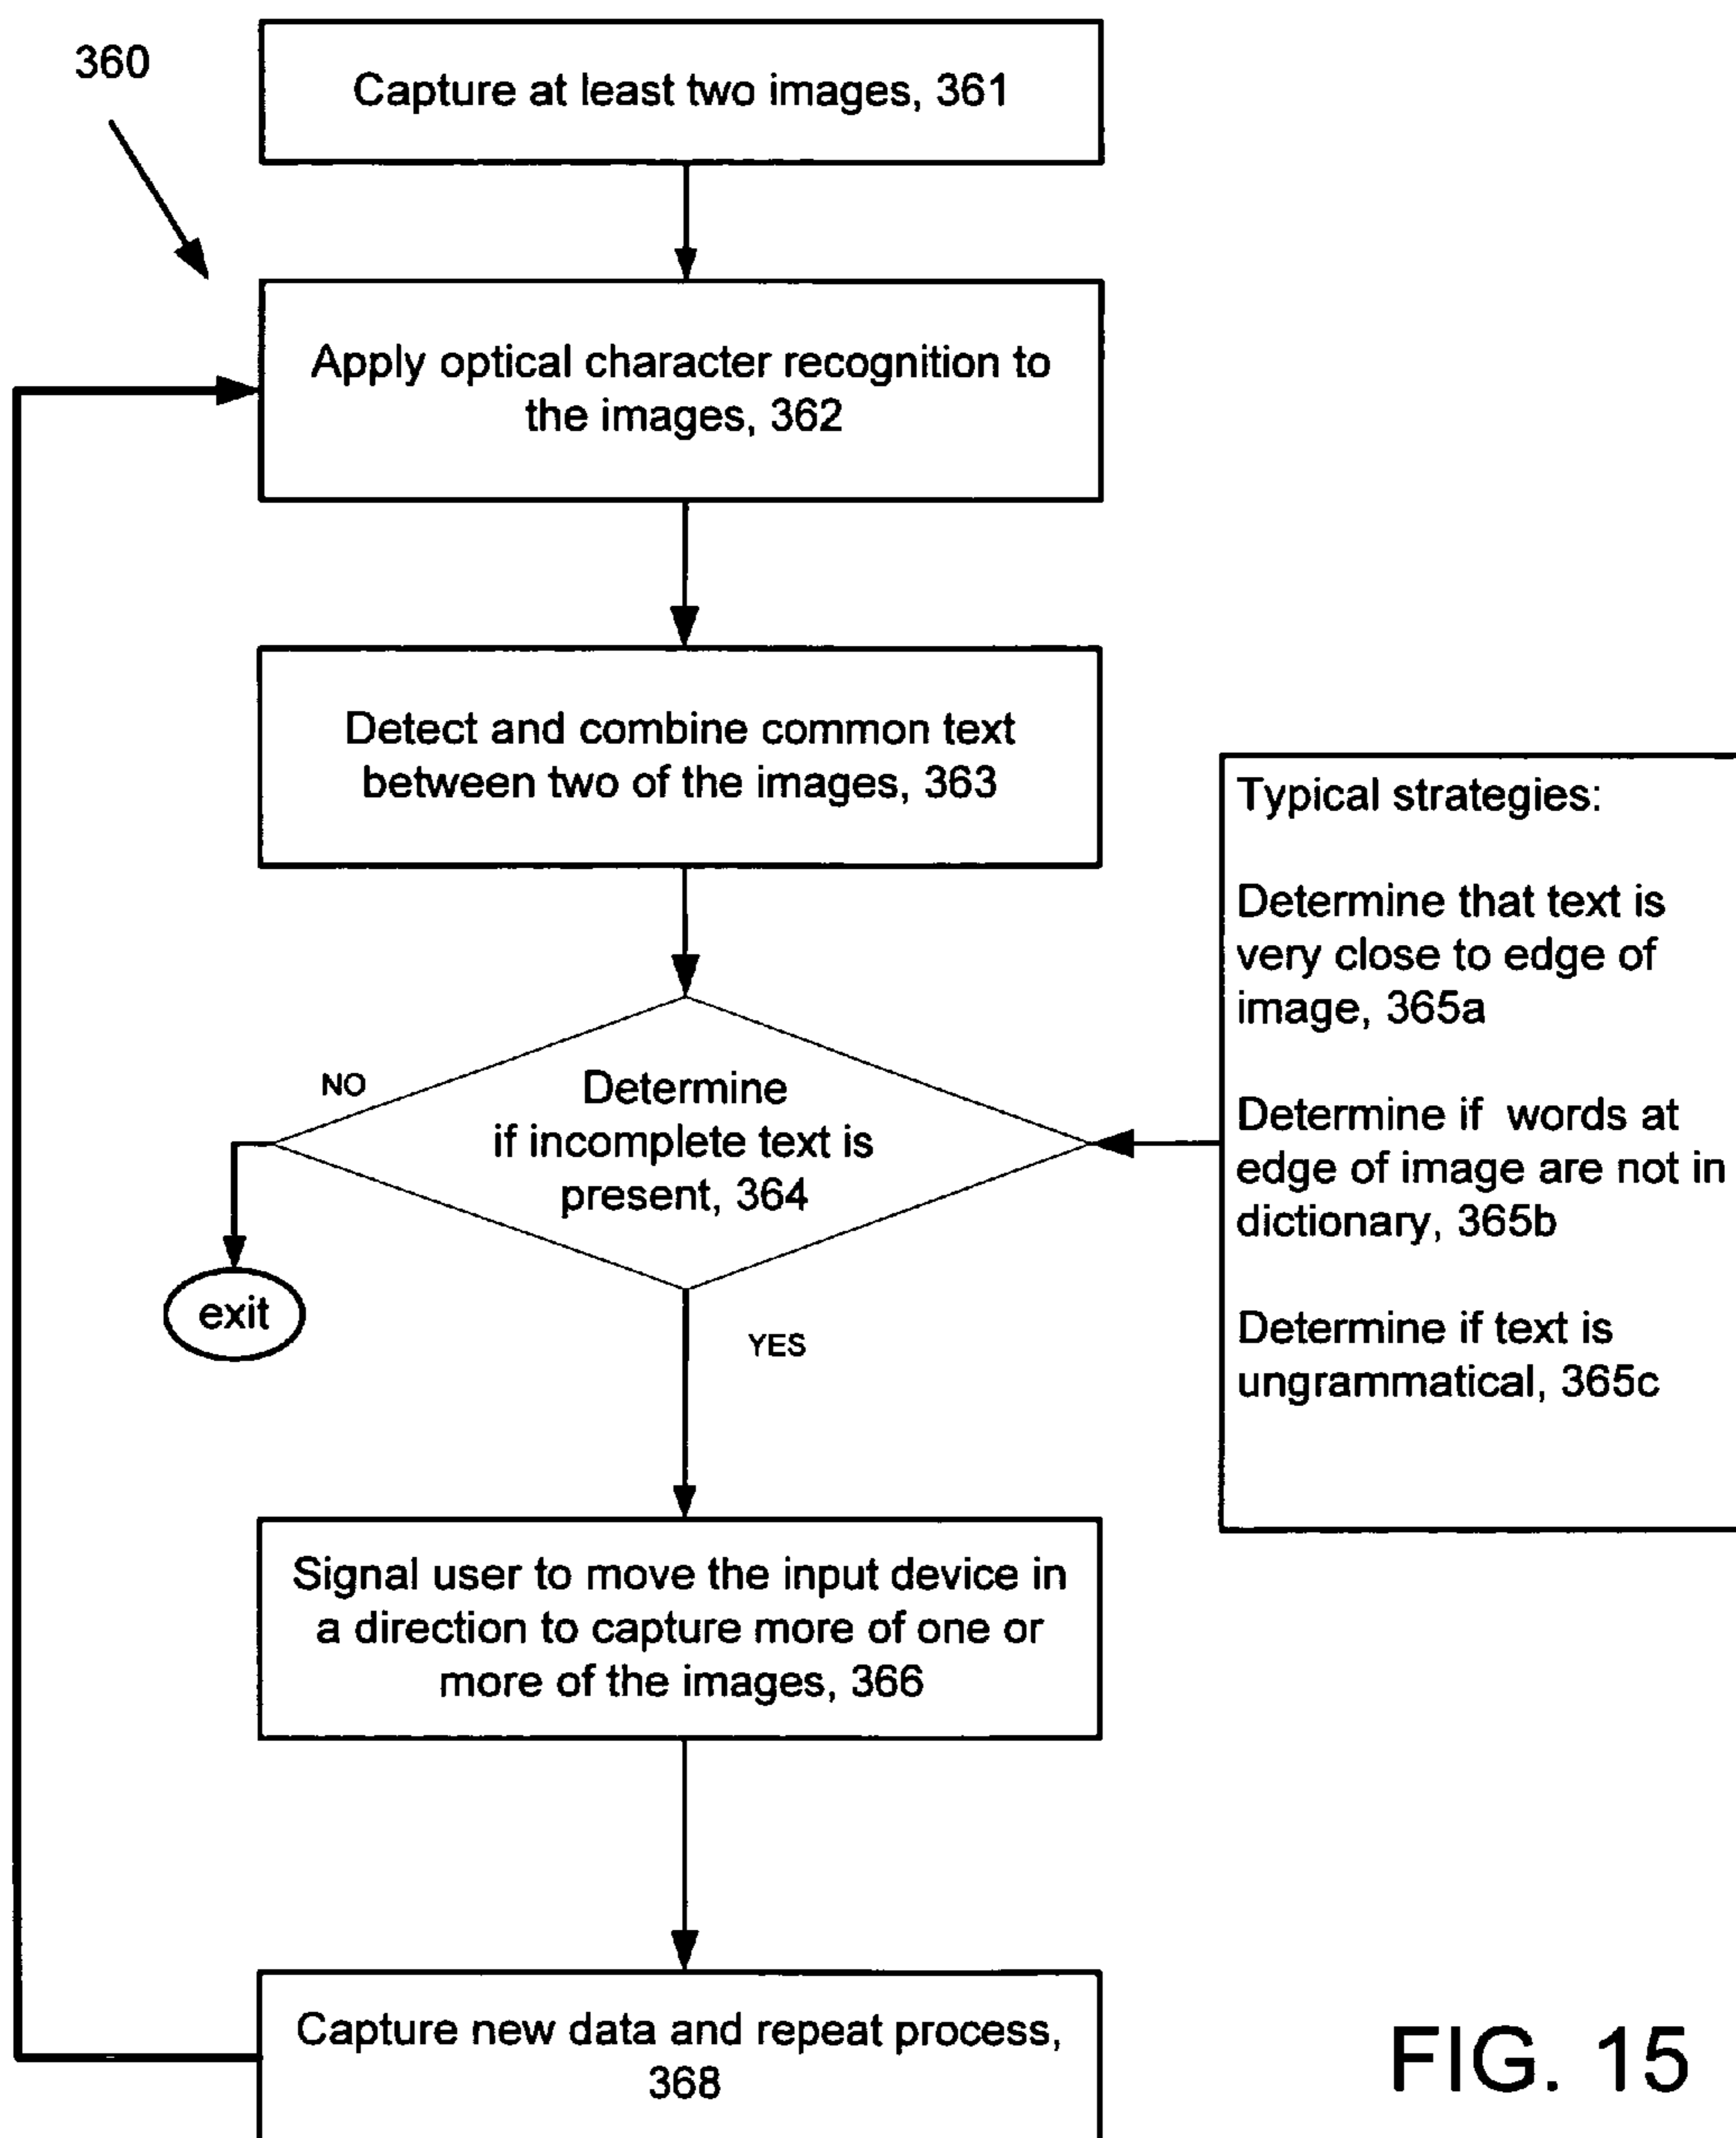 360
Capture at least two images, 361
Apply optical character recognition to
the images, 362
Detect and combine common text
between two of the images, 363
Typical strategies:
Determine that text is
very close to edge of
image, 365a
Determine if words at
edge of image are not in
dictionary, 365b
Determine if text is
ungrammatical, 365c
NO
Determine
if incomplete text is
present, 364
exit
YES
Signal user to move the input device in
a direction to capture more of one or
more of the images, 366
Capture new data and repeat process,
368
FIG. 15